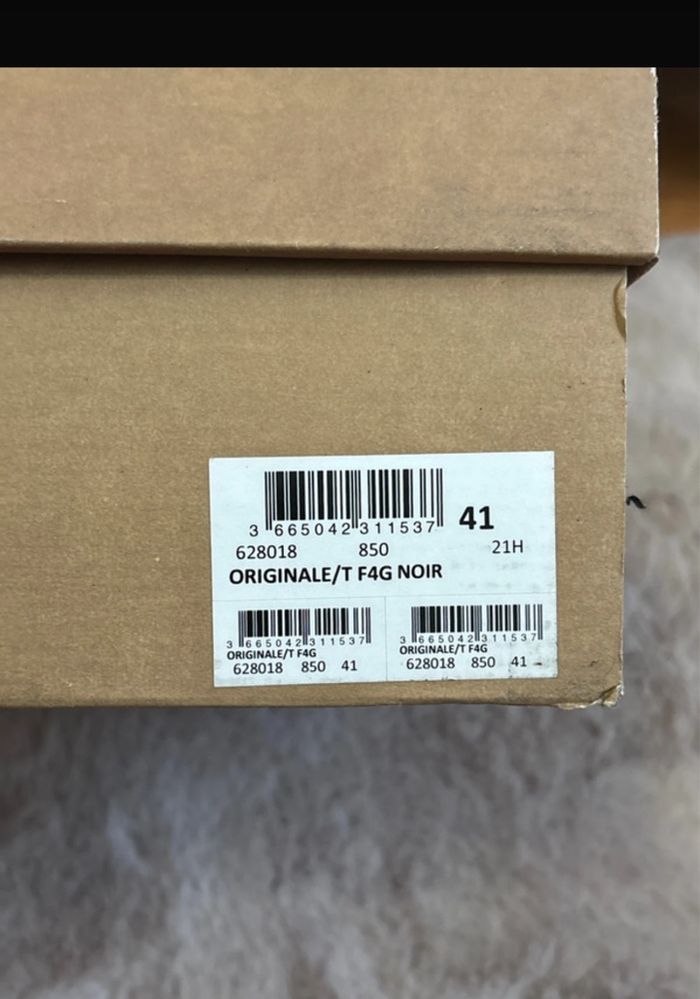 3 665042 311537 41
628018 850 21H
ORIGINALE/T F4G NOIR
3 665042 311537
ORIGINALE/T F4G
628018 850 41
3 665042 311537
ORIGINALE/T F4G
628018 850 41